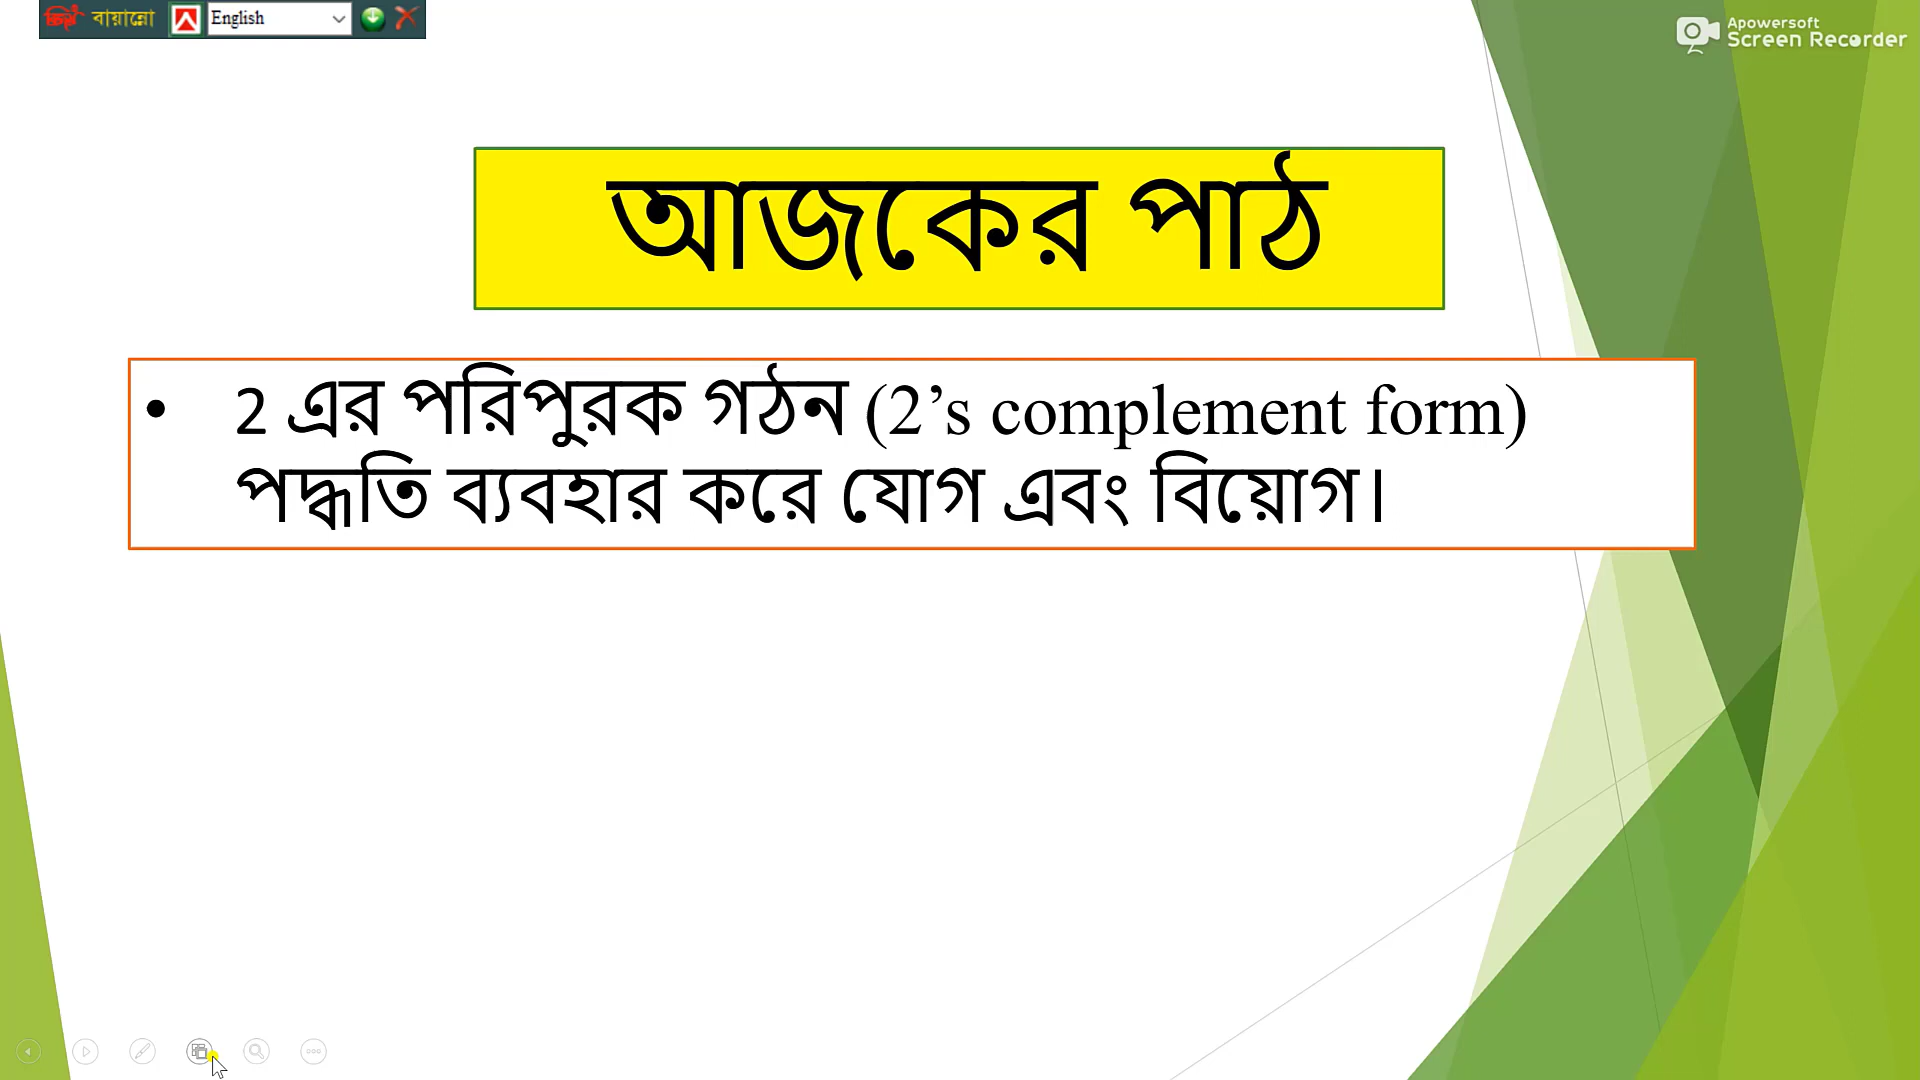 বায়ান্নো English
Apowersoft
Screen Recorder
আজকের পাঠ
• 2 এর পরিপুরক গঠন (2’s complement form)
পদ্ধতি ব্যবহার করে যোগ এবং বিয়োগ।